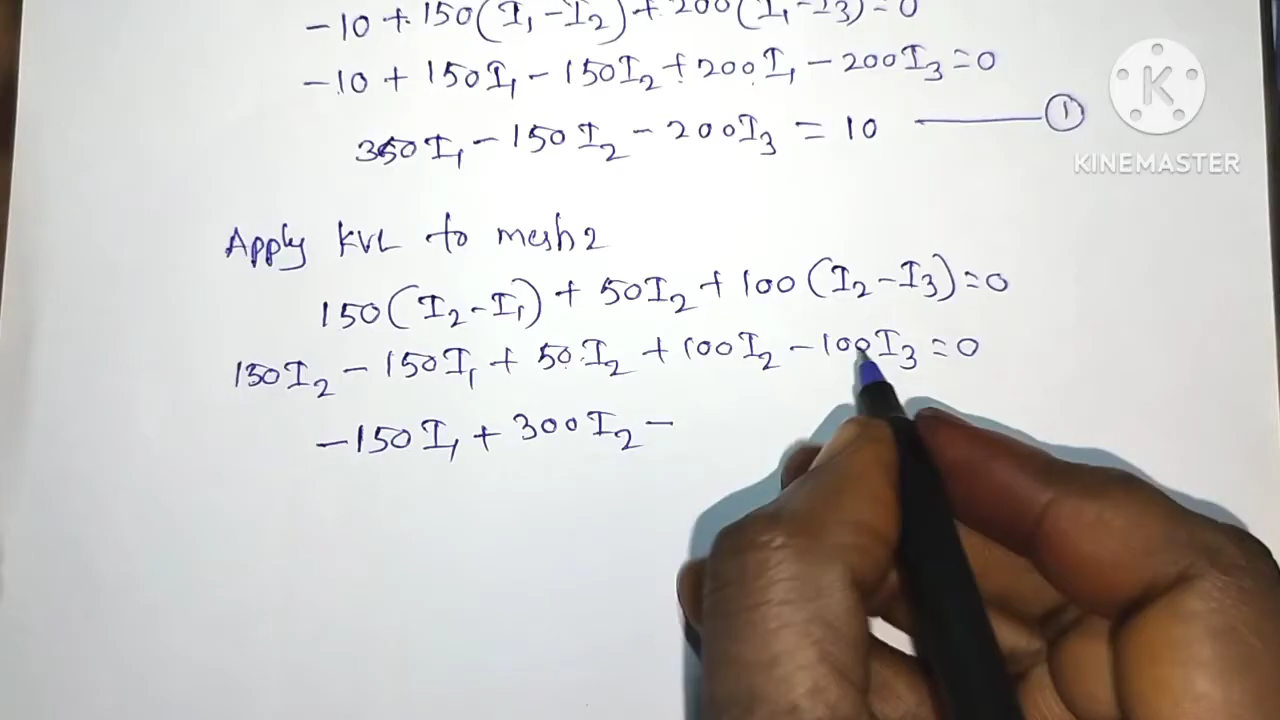 -10 + 150(I₁-I₂) + 200(I₁-I3) = 0
-10 + 150I₁ - 150I₂ + 200I₁ - 200I3 = 0
350I₁ - 150I₂ - 200I3 = 10 ——— ①
K
KINEMASTER
Apply KVL to mesh2
150(I₂-I₁) + 50I₂ + 100(I₂-I3) = 0
150I₂ - 150I₁ + 50I₂ + 100I₂ - 100I3 = 0
-150I₁ + 300I₂ -